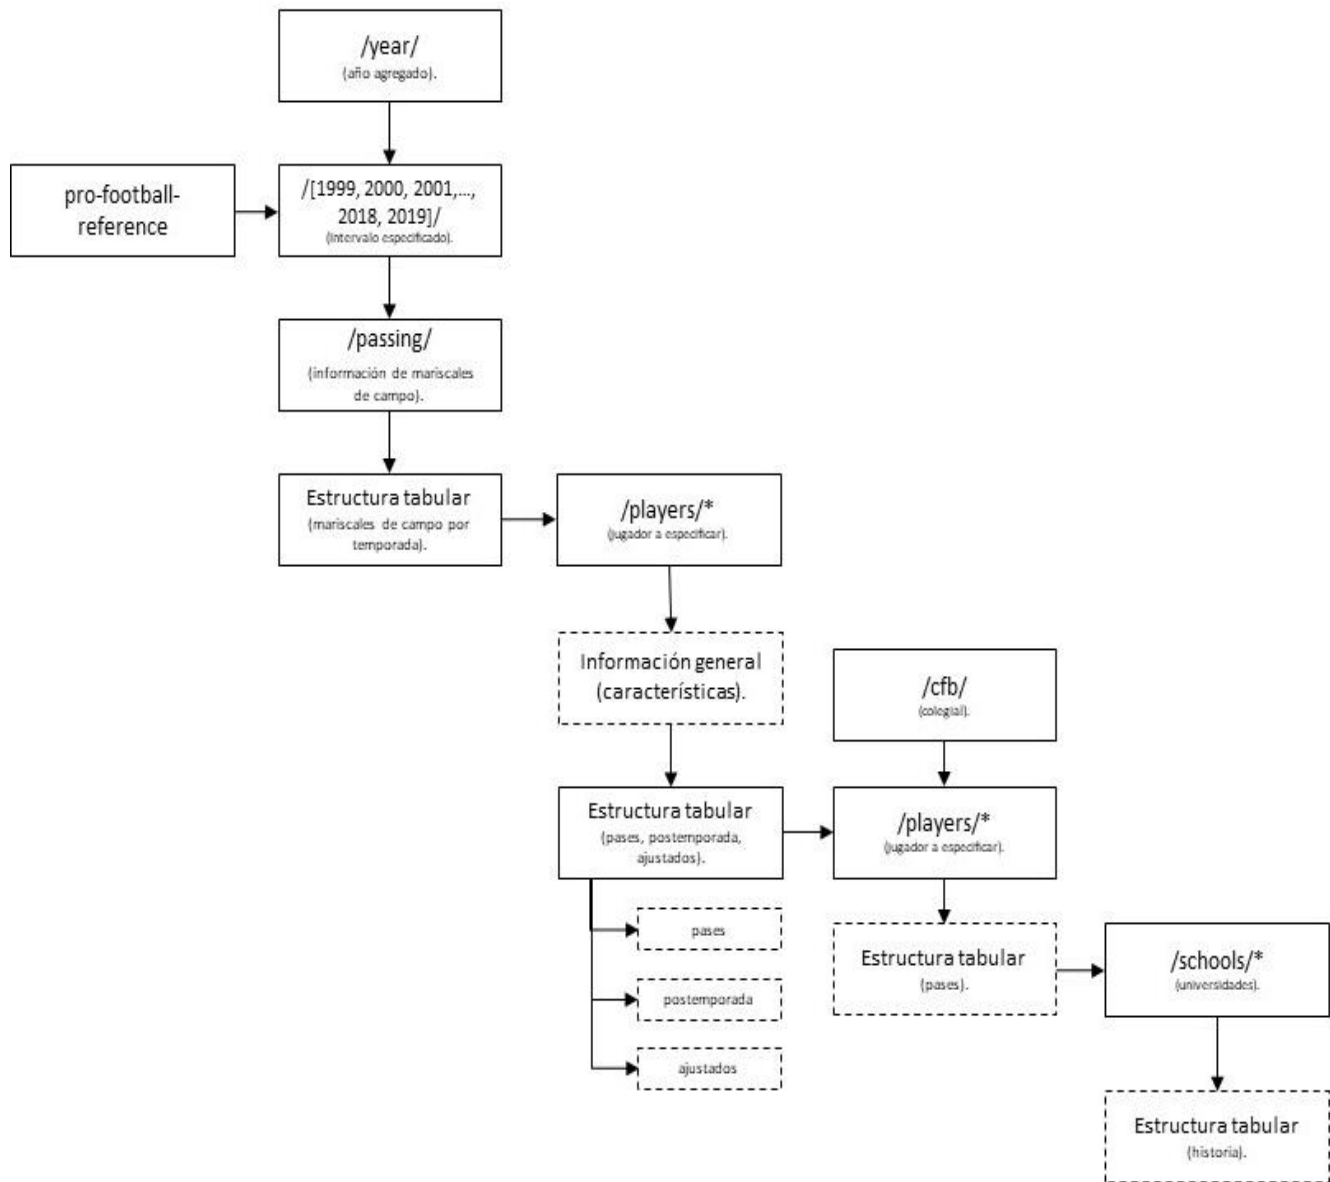 /year/
(año agregado).
pro-football-
reference
/[1999, 2000, 2001,...,
2018, 2019]/
(intervalo especificado).
/passing/
(información de mariscales
de campo).
Estructura tabular
(mariscales de campo por
temporada).
/players/*
(jugador a especificar).
Información general
(características).
/cfb/
(colegial).
Estructura tabular
(pases, postemporada,
ajustados).
/players/*
(jugador a especificar).
pases
postemporada
ajustados
Estructura tabular
(pases).
/schools/*
(universidades).
Estructura tabular
(historia).